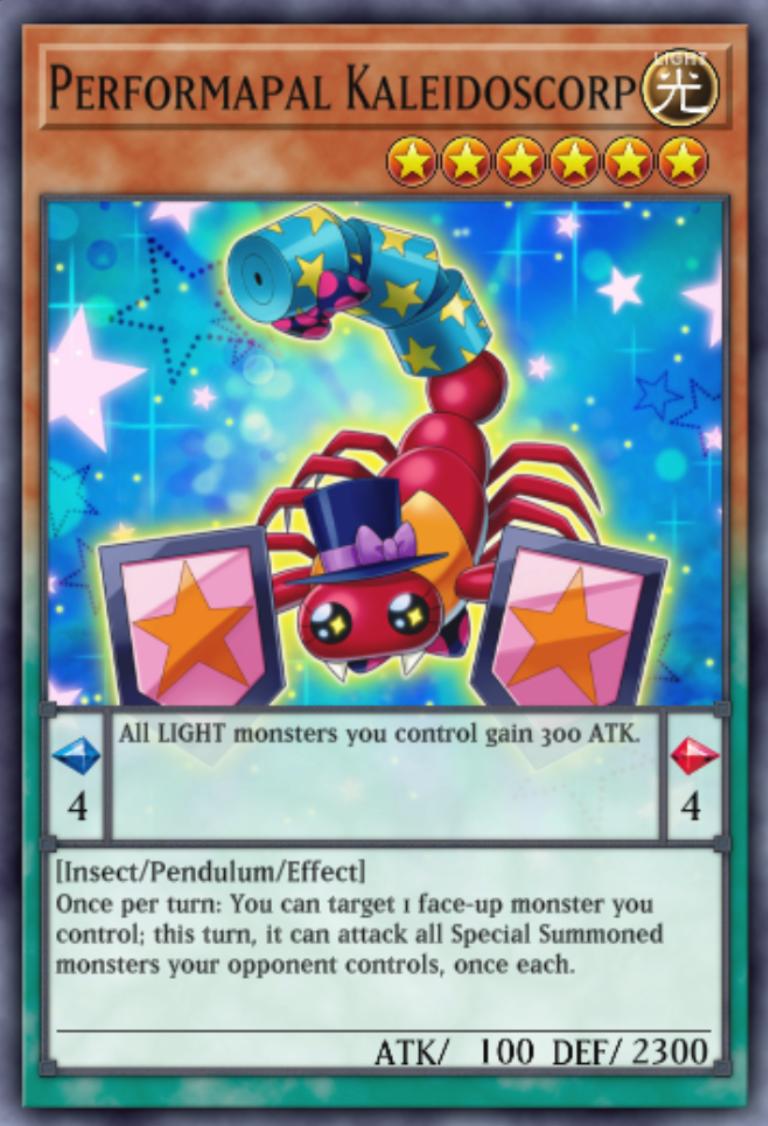 PERFORMAPAL KALEIDOSCORP
LIGHT
光
All LIGHT monsters you control gain 300 ATK.
4
4
[Insect/Pendulum/Effect]
Once per turn: You can target 1 face-up monster you
control; this turn, it can attack all Special Summoned
monsters your opponent controls, once each.
ATK/ 100 DEF/ 2300